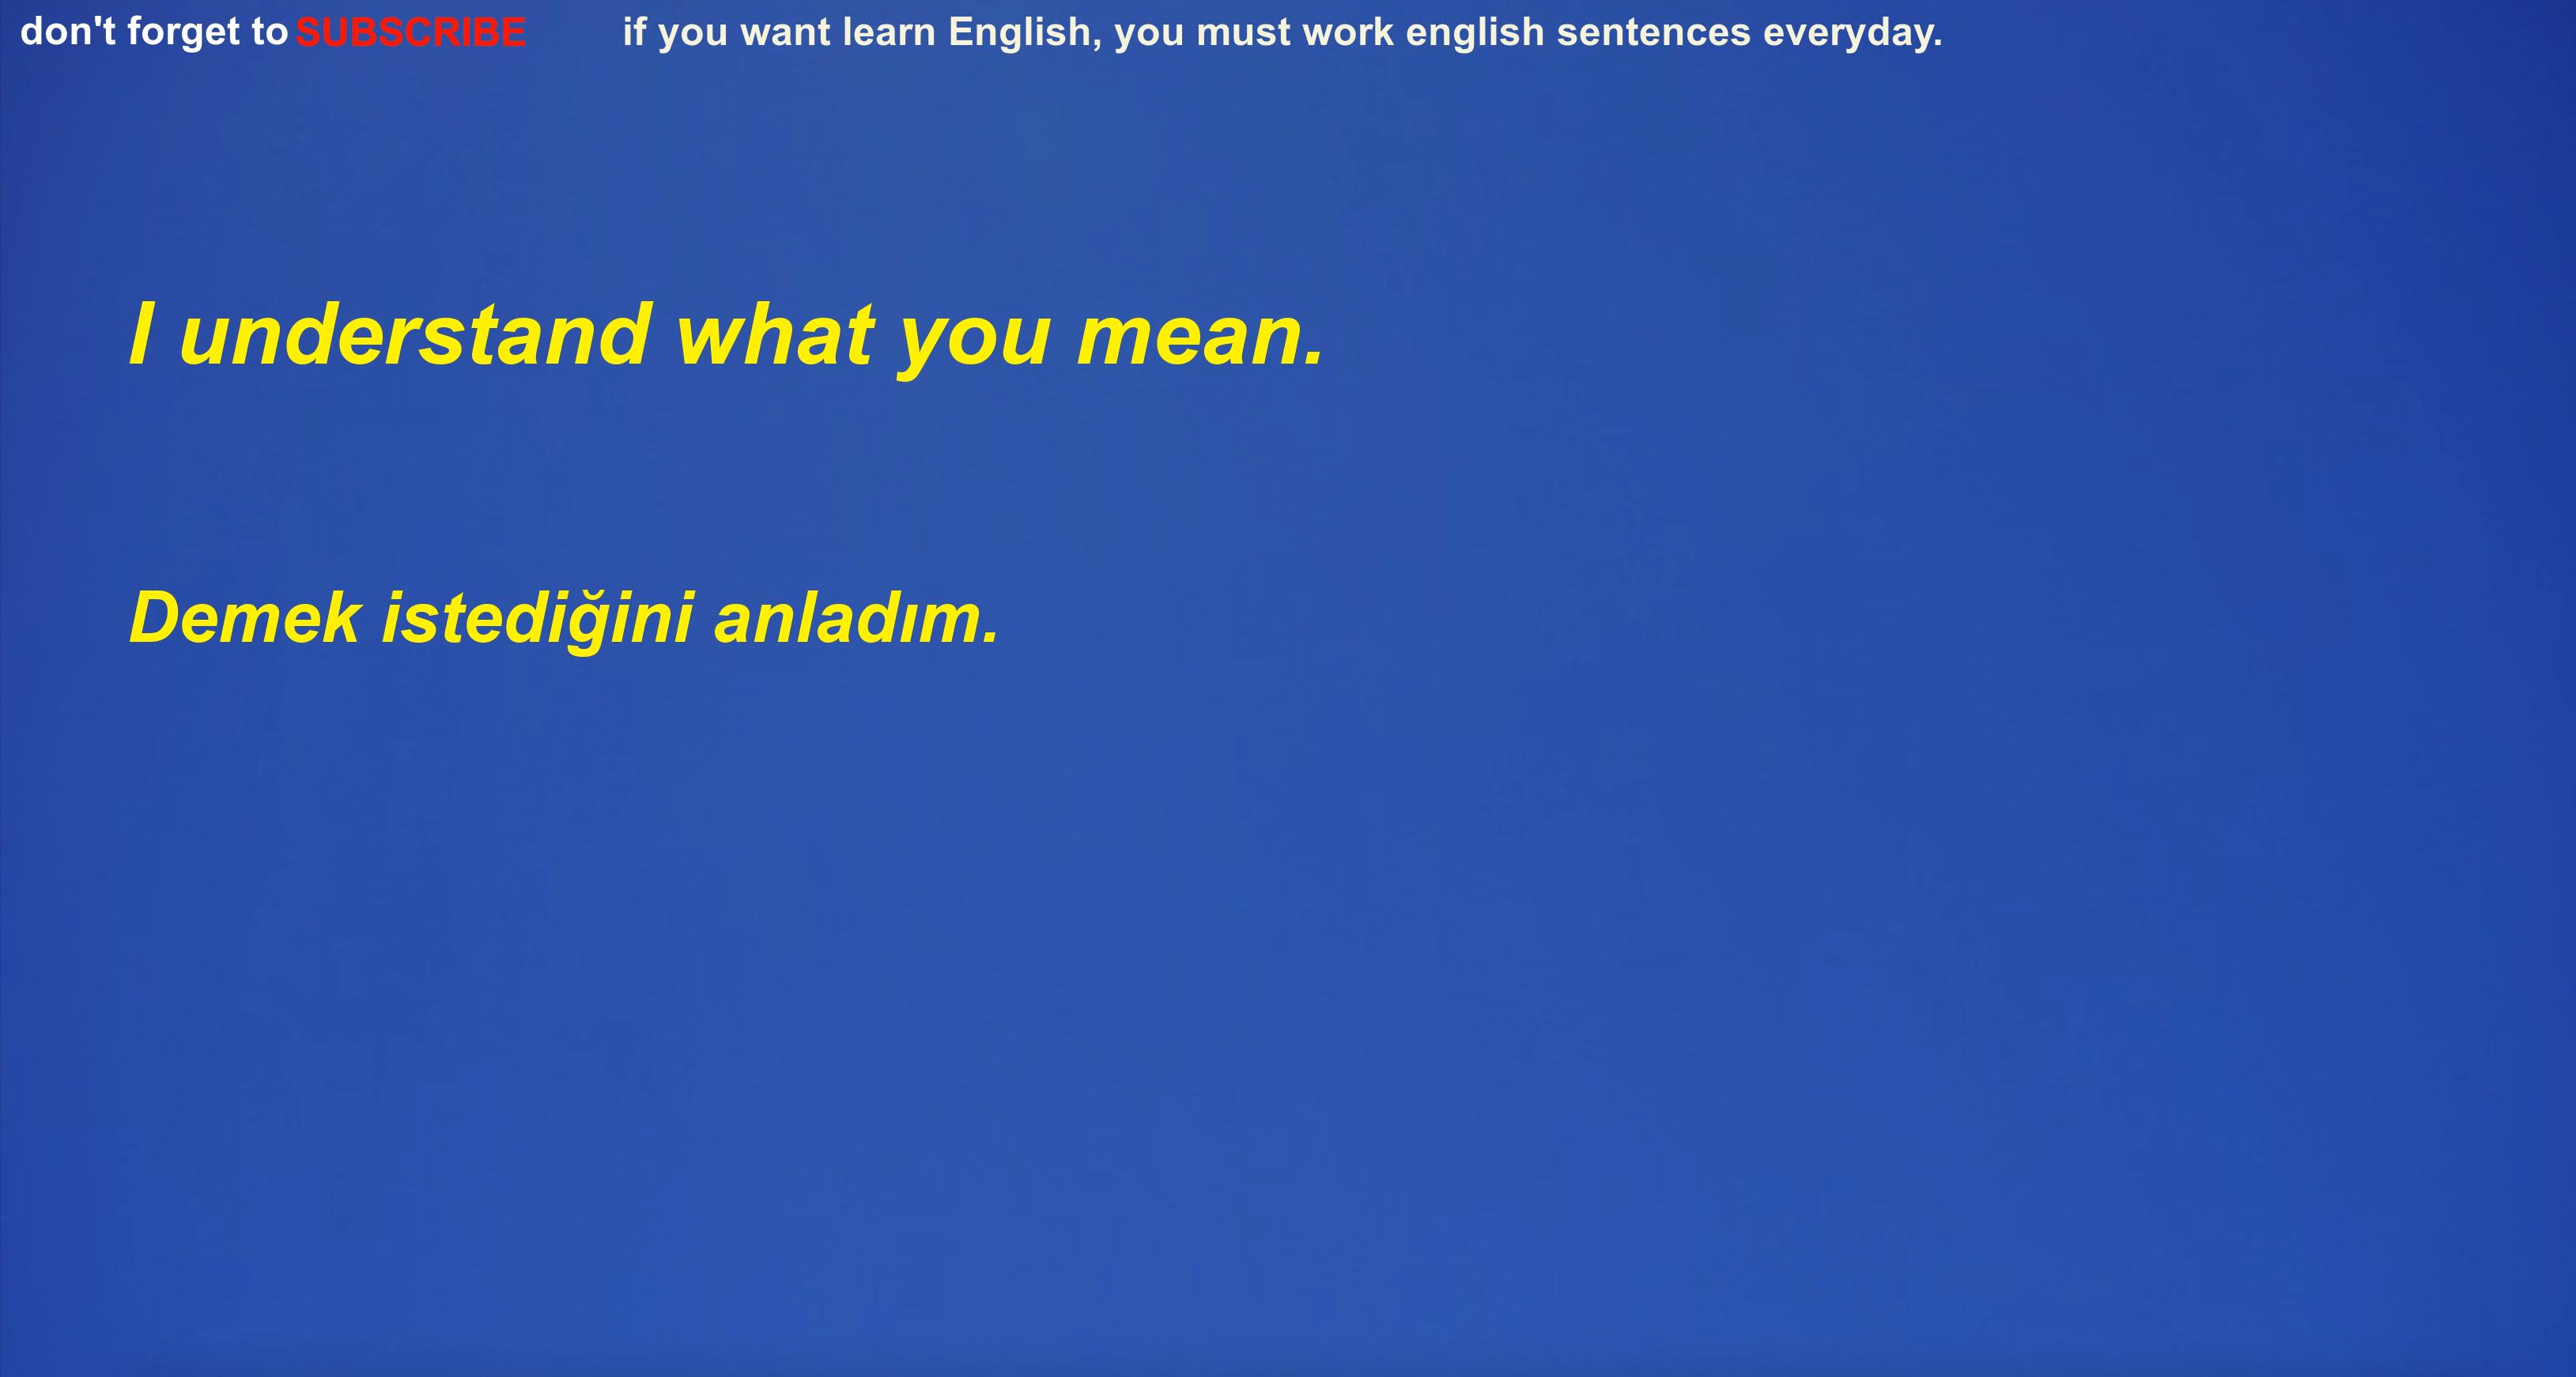 don't forget to SUBSCRIBE if you want learn English, you must work english sentences everyday.
I understand what you mean.
Demek istediğini anladım.